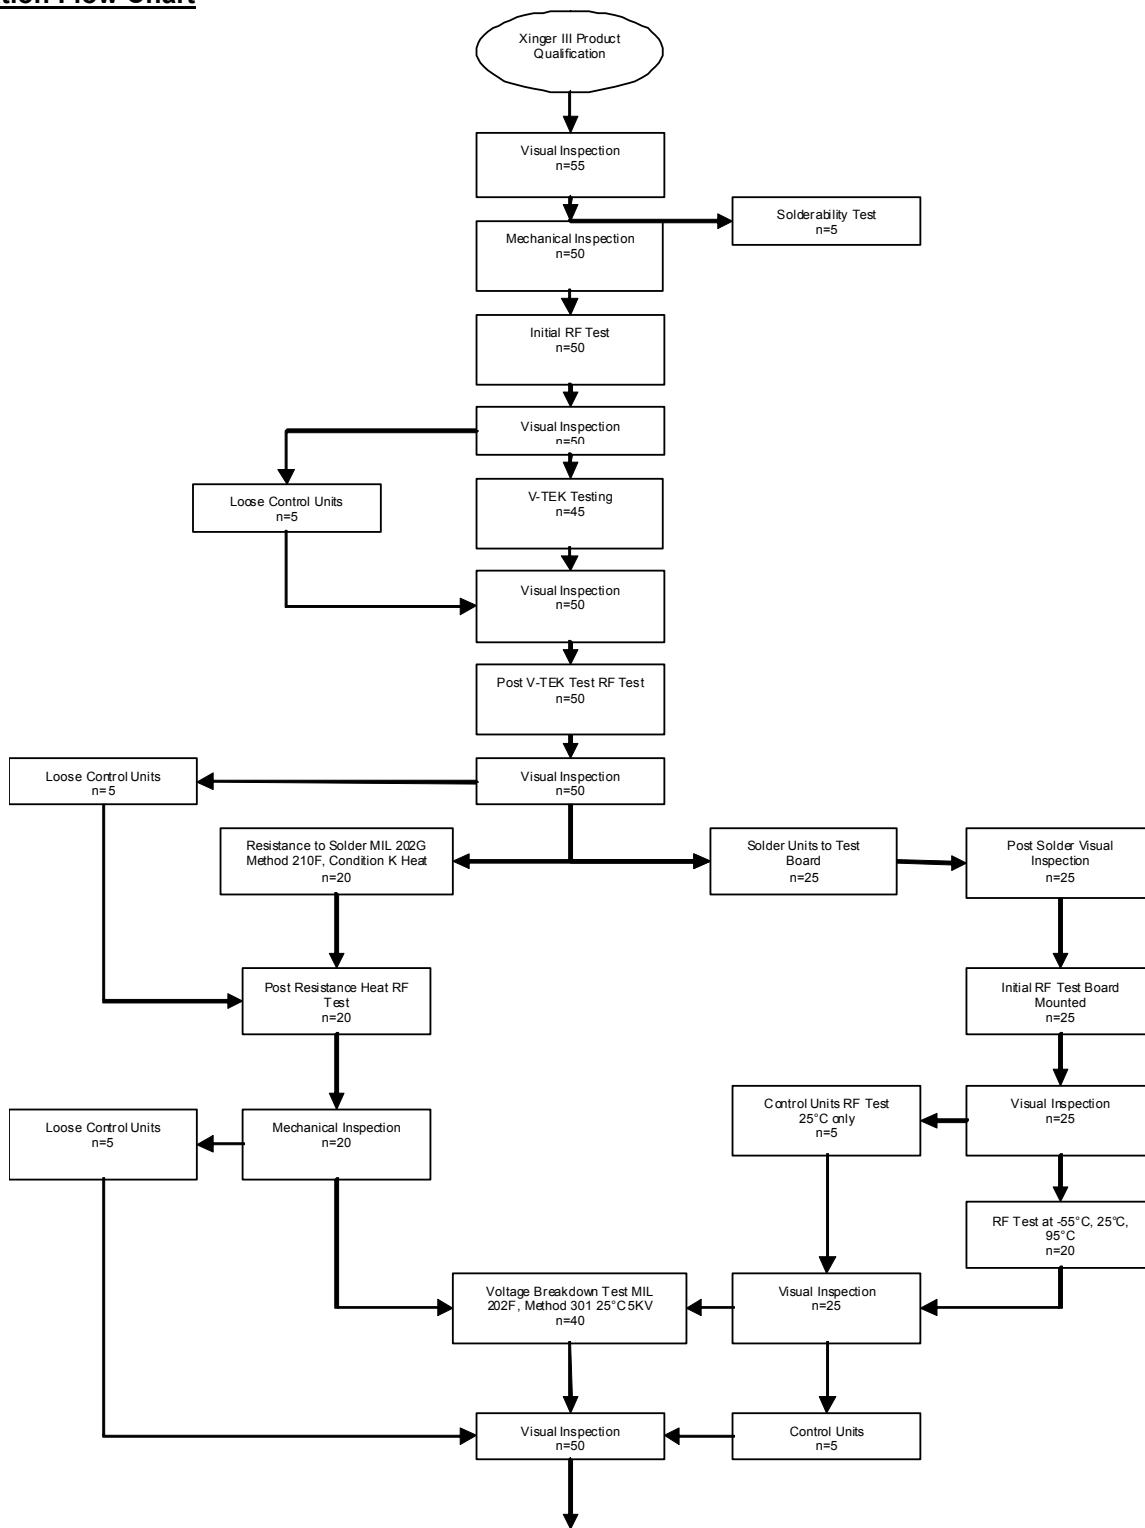 Xinger III Product
Qualification
Visual Inspection
n=55
Solderability Test
n=5
Mechanical Inspection
n=50
Initial RF Test
n=50
Visual Inspection
n=50
Loose Control Units
n=5
V-TEK Testing
n=45
Visual Inspection
n=50
Post V-TEK Test RF Test
n=50
Loose Control Units
n=5
Visual Inspection
n=50
Resistance to Solder MIL 202G
Method 210F, Condition K Heat
n=20
Solder Units to Test
Board
n=25
Post Solder Visual
Inspection
n=25
Post Resistance Heat RF
Test
n=20
Initial RF Test Board
Mounted
n=25
Loose Control Units
n=5
Mechanical Inspection
n=20
Control Units RF Test
25°C only
n=5
Visual Inspection
n=25
RF Test at -55°C, 25°C,
95°C
n=20
Voltage Breakdown Test MIL
202F, Method 301 25°C 5KV
n=40
Visual Inspection
n=25
Visual Inspection
n=50
Control Units
n=5